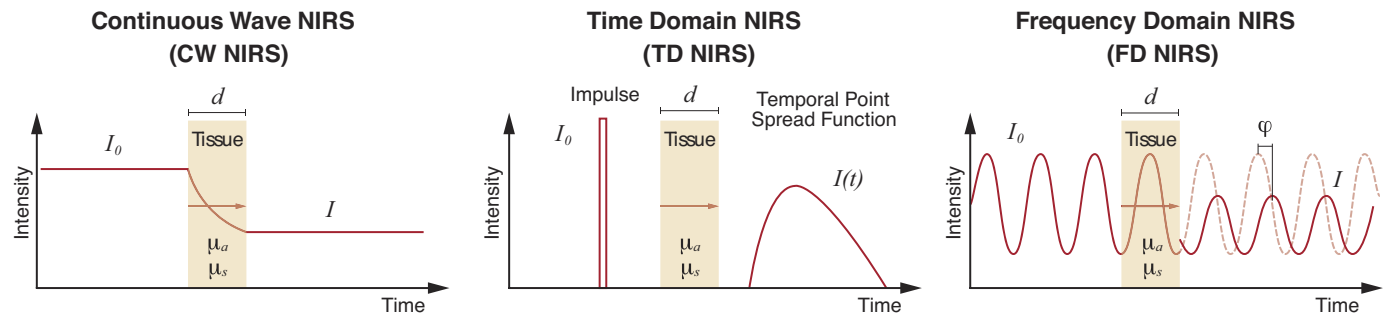 Continuous Wave NIRS
(CW NIRS)
d
Tissue
I₀
I
μₐ
μₛ
Intensity
Time
Time Domain NIRS
(TD NIRS)
Impulse
d
Temporal Point
Spread Function
I₀
Tissue
I(t)
μₐ
μₛ
Intensity
Time
Frequency Domain NIRS
(FD NIRS)
d
φ
I₀
Tissue
I
μₐ
μₛ
Intensity
Time